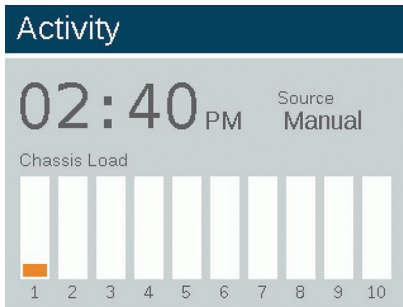 Activity
02:40 PM
Source
Manual
Chassis Load
1 2 3 4 5 6 7 8 9 10